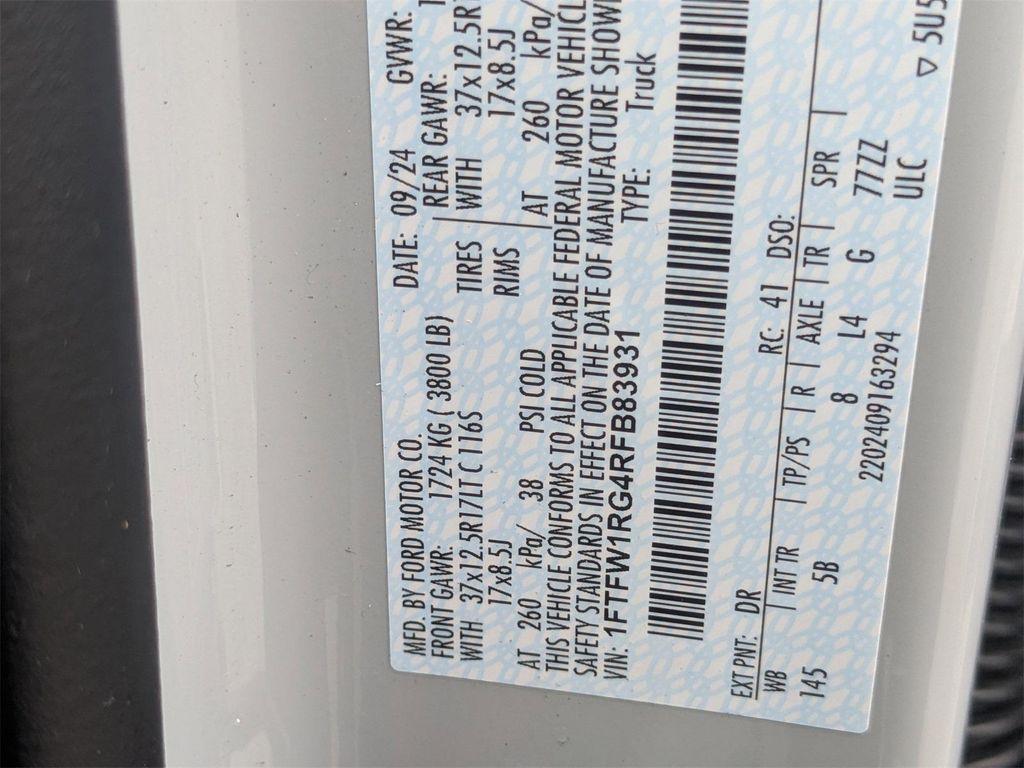 MFD. BY FORD MOTOR CO. DATE: 09/24 GVWR:
FRONT GAWR: 1724 KG ( 3800 LB) REAR GAWR:
WITH 37x12.5R17LT C 116S TIRES WITH 37x12.5R
17x8.5J RIMS 17x8.5J
AT 260 kPa/ 38 PSI COLD AT 260 kPa/
THIS VEHICLE CONFORMS TO ALL APPLICABLE FEDERAL MOTOR VEHICL
SAFETY STANDARDS IN EFFECT ON THE DATE OF MANUFACTURE SHOWN
VIN: 1FTFW1RG4RFB83931 TYPE: Truck
EXT PNT: DR RC: 41 DSO:
WB | INT TR | TP/PS | R | AXLE | TR | SPR |
145 5B 8 L4 G 77ZZ
2202409163294 ULC
▽ 5U5